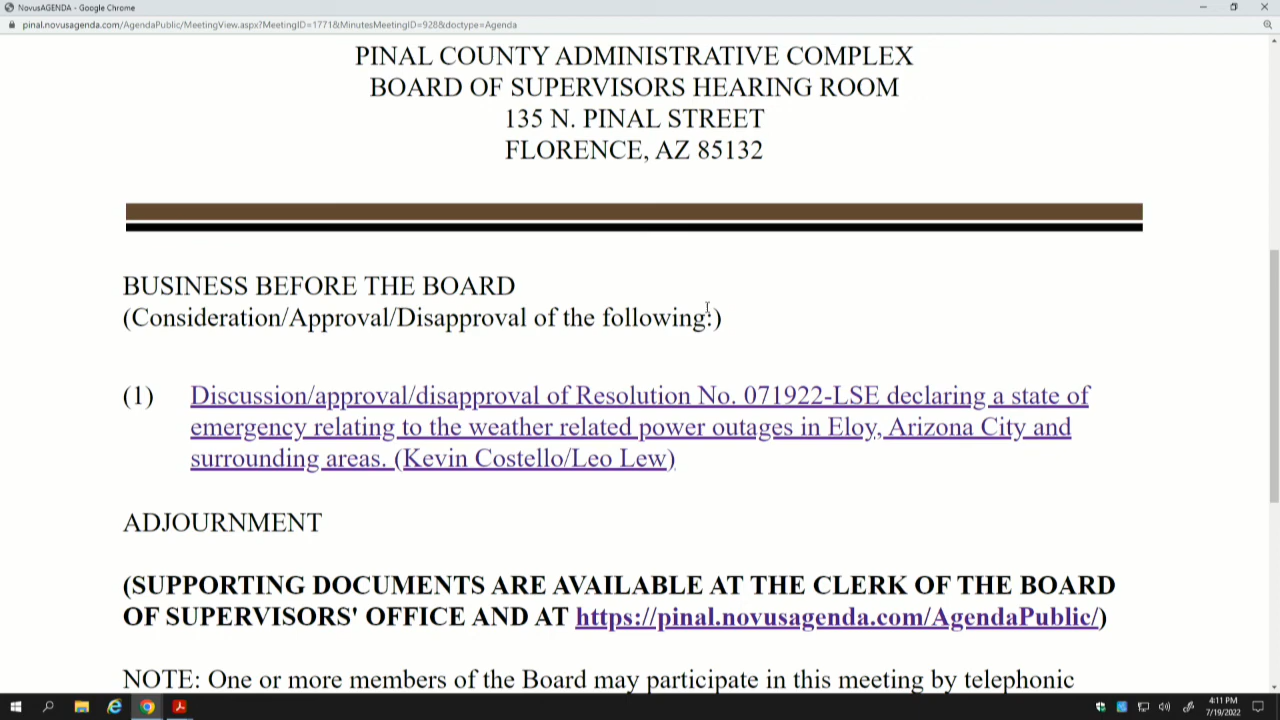 NovusAGENDA - Google Chrome
pinal.novusagenda.com/AgendaPublic/MeetingView.aspx?MeetingID=1771&MinutesMeetingID=928&doctype=Agenda
PINAL COUNTY ADMINISTRATIVE COMPLEX
BOARD OF SUPERVISORS HEARING ROOM
135 N. PINAL STREET
FLORENCE, AZ 85132
BUSINESS BEFORE THE BOARD
(Consideration/Approval/Disapproval of the following:)
(1) Discussion/approval/disapproval of Resolution No. 071922-LSE declaring a state of
emergency relating to the weather related power outages in Eloy, Arizona City and
surrounding areas. (Kevin Costello/Leo Lew)
ADJOURNMENT
(SUPPORTING DOCUMENTS ARE AVAILABLE AT THE CLERK OF THE BOARD
OF SUPERVISORS' OFFICE AND AT https://pinal.novusagenda.com/AgendaPublic/)
NOTE: One or more members of the Board may participate in this meeting by telephonic
4:11 PM
7/19/2022